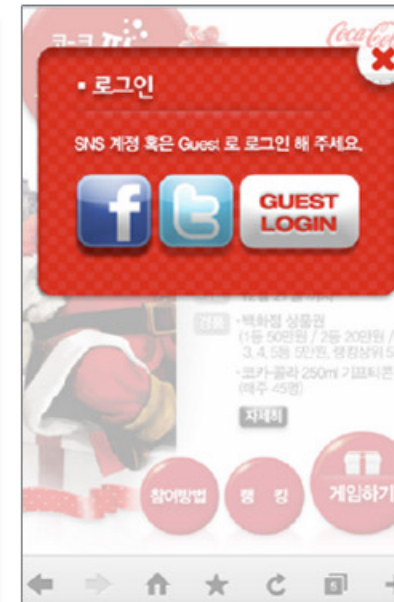 Coca-Cola
▪ 로그인
SNS 계정 혹은 Guest 로 로그인 해 주세요.
f
t
GUEST
LOGIN
경품
·백화점 상품권
(1등 50만원 / 2등 20만원 /
3, 4, 5등 5만원, 랭킹상위 5
·코카-콜라 250ml 기프티콘
(매주 45명)
자세히
참여방법
랭 킹
게임하기